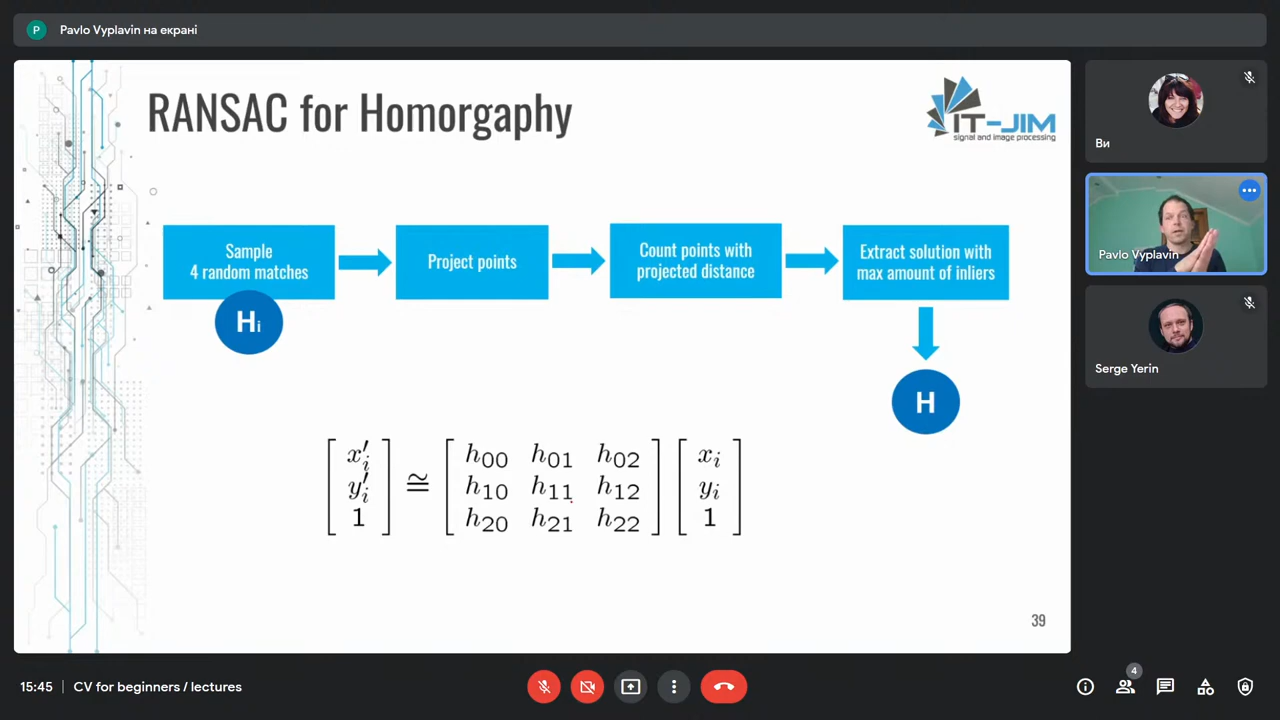 P Pavlo Vyplavin на екрані
RANSAC for Homorgaphy
IT-JIM
signal and image processing
Sample
4 random matches
Project points
Count points with
projected distance
Extract solution with
max amount of inliers
Hi
H
x′i y′i 1 ≅ h00 h01 h02 h10 h11 h12 h20 h21 h22 xi yi 1
39
Ви
Pavlo Vyplavin
Serge Yerin
15:45 | CV for beginners / lectures
4